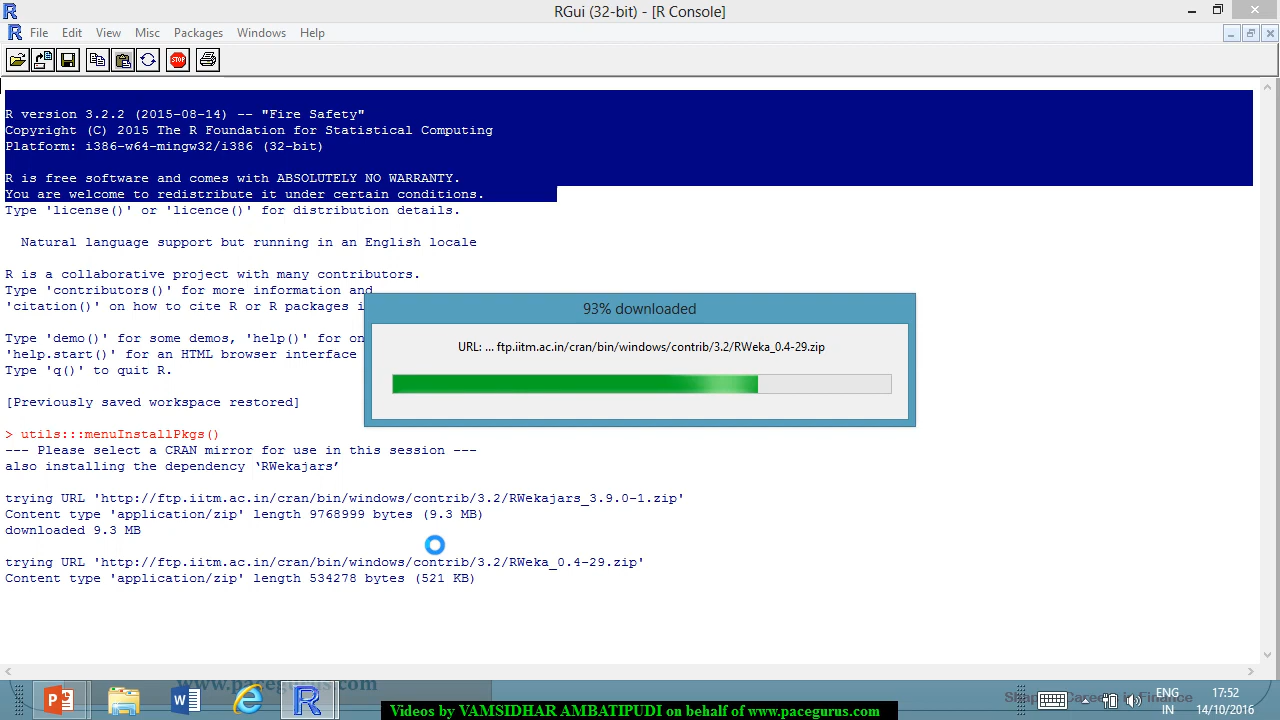 RGui (32-bit) - [R Console]
File Edit View Misc Packages Windows Help
STOP
R version 3.2.2 (2015-08-14) -- "Fire Safety"
Copyright (C) 2015 The R Foundation for Statistical Computing
Platform: i386-w64-mingw32/i386 (32-bit)
R is free software and comes with ABSOLUTELY NO WARRANTY.
You are welcome to redistribute it under certain conditions.
Type 'license()' or 'licence()' for distribution details.
Natural language support but running in an English locale
R is a collaborative project with many contributors.
Type 'contributors()' for more information and
'citation()' on how to cite R or R packages i
Type 'demo()' for some demos, 'help()' for on
'help.start()' for an HTML browser interface
Type 'q()' to quit R.
[Previously saved workspace restored]
93% downloaded
URL: ... ftp.iitm.ac.in/cran/bin/windows/contrib/3.2/RWeka_0.4-29.zip
> utils:::menuInstallPkgs()
--- Please select a CRAN mirror for use in this session ---
also installing the dependency ‘RWekajars’
trying URL 'http://ftp.iitm.ac.in/cran/bin/windows/contrib/3.2/RWekajars_3.9.0-1.zip'
Content type 'application/zip' length 9768999 bytes (9.3 MB)
downloaded 9.3 MB
trying URL 'http://ftp.iitm.ac.in/cran/bin/windows/contrib/3.2/RWeka_0.4-29.zip'
Content type 'application/zip' length 534278 bytes (521 KB)
www.pacegurus.com
ENG
IN
17:52
14/10/2016
Videos by VAMSIDHAR AMBATIPUDI on behalf of www.pacegurus.com